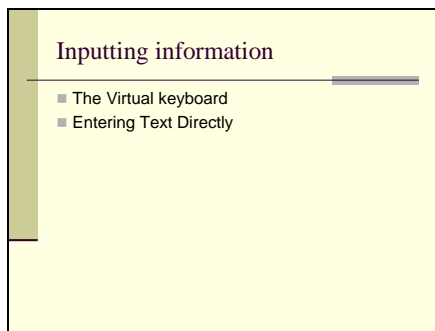 Inputting information
The Virtual keyboard
Entering Text Directly